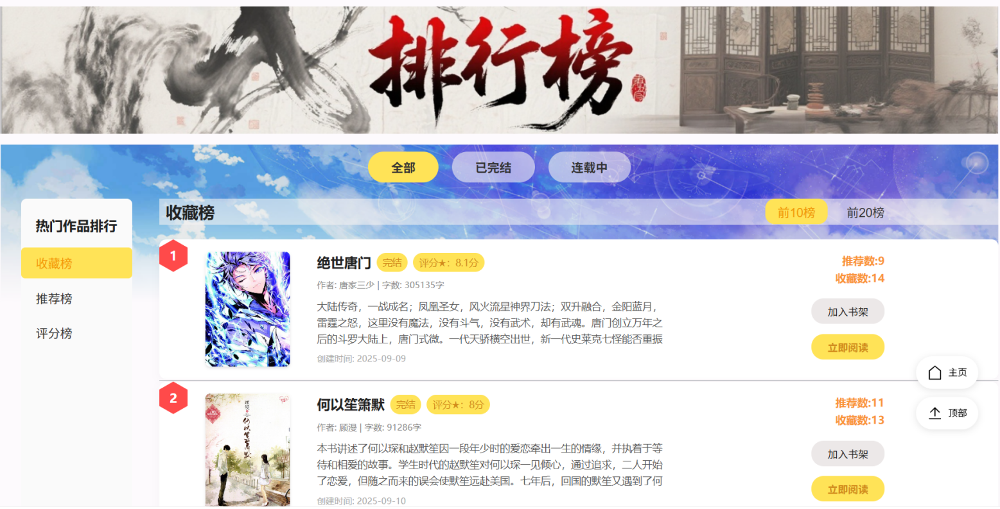 排行榜
全部
已完结
连载中
热门作品排行
收藏榜
推荐榜
评分榜
收藏榜
前10榜
前20榜
1
绝世唐门
完结
评分★：8.1分
作者: 唐家三少 | 字数: 305135字
大陆传奇，一战成名；凤凰圣女，风火流星神界刀法；双升融合，金阳蓝月，
雷霆之怒，这里没有魔法，没有斗气，没有武术，却有武魂。唐门创立万年之
后的斗罗大陆上，唐门式微。一代天骄横空出世，新一代史莱克七怪能否重振
创建时间: 2025-09-09
推荐数:9
收藏数:14
加入书架
立即阅读
2
何以笙箫默
完结
评分★：8分
作者: 顾漫 | 字数: 91286字
本书讲述了何以琛和赵默笙因一段年少时的爱恋牵出一生的情缘，并执着于等
待和相爱的故事。学生时代的赵默笙对何以琛一见倾心，通过追求，二人开始
了恋爱，但随之而来的误会使默笙远赴美国。七年后，回国的默笙又遇到了何
创建时间: 2025-09-10
推荐数:11
收藏数:13
加入书架
立即阅读
主页
顶部
何以笙箫默